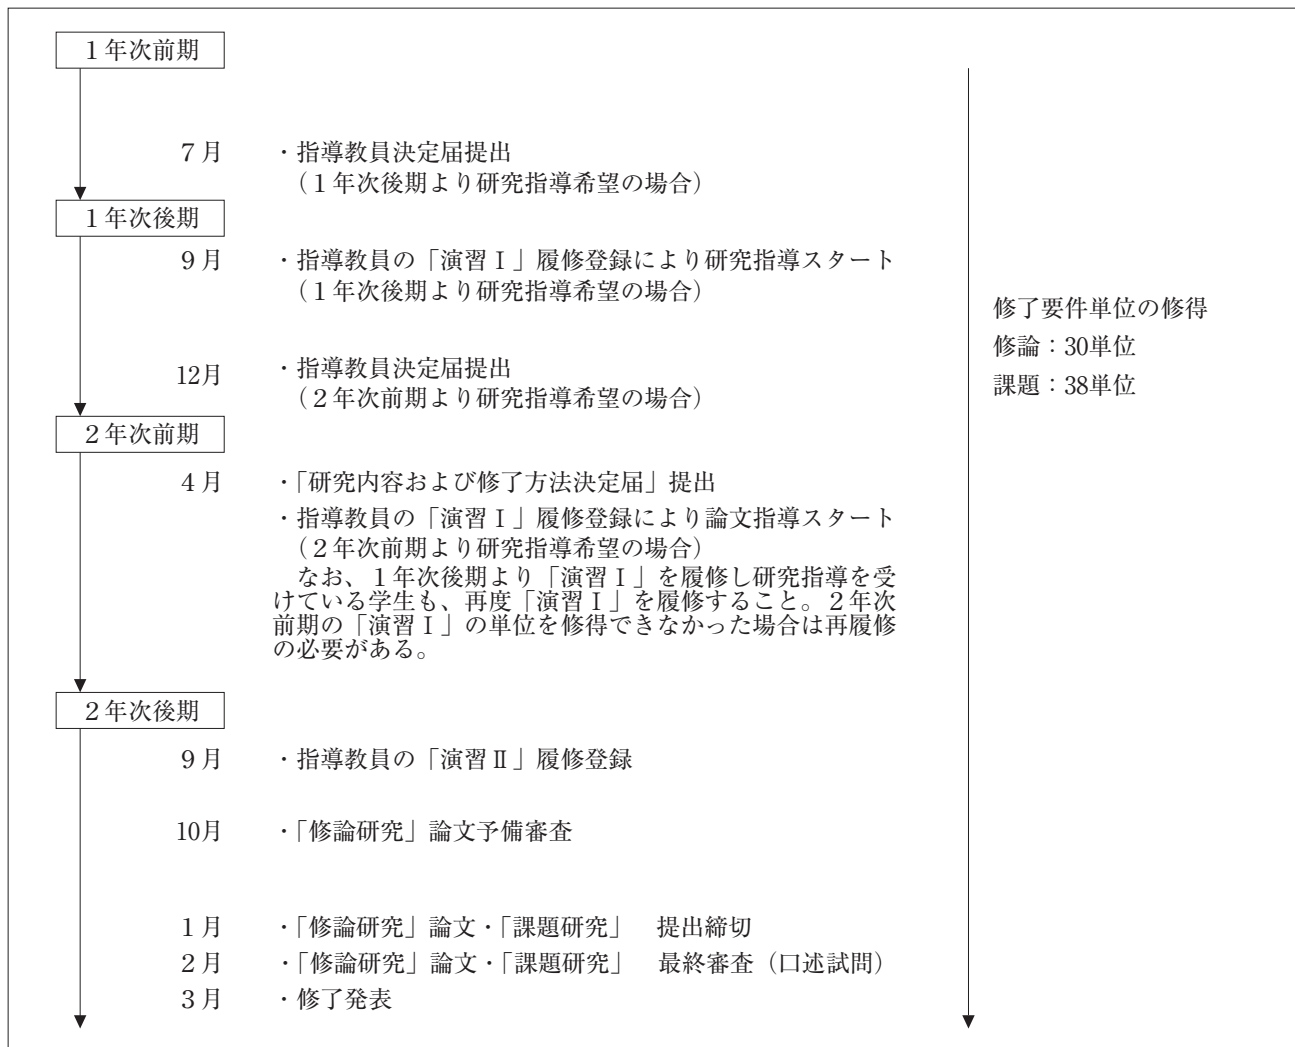 １年次前期
７月 ・指導教員決定届提出
（１年次後期より研究指導希望の場合）
１年次後期
９月 ・指導教員の「演習Ⅰ」履修登録により研究指導スタート
（１年次後期より研究指導希望の場合）
12月 ・指導教員決定届提出
（２年次前期より研究指導希望の場合）
２年次前期
４月 ・「研究内容および修了方法決定届」提出
・指導教員の「演習Ⅰ」履修登録により論文指導スタート
（２年次前期より研究指導希望の場合）
なお、１年次後期より「演習Ⅰ」を履修し研究指導を受
けている学生も、再度「演習Ⅰ」を履修すること。２年次
前期の「演習Ⅰ」の単位を修得できなかった場合は再履修
の必要がある。
２年次後期
９月 ・指導教員の「演習Ⅱ」履修登録
10月 ・「修論研究」論文予備審査
１月 ・「修論研究」論文・「課題研究」　提出締切
２月 ・「修論研究」論文・「課題研究」　最終審査（口述試問）
３月 ・修了発表
修了要件単位の修得
修論：30単位
課題：38単位